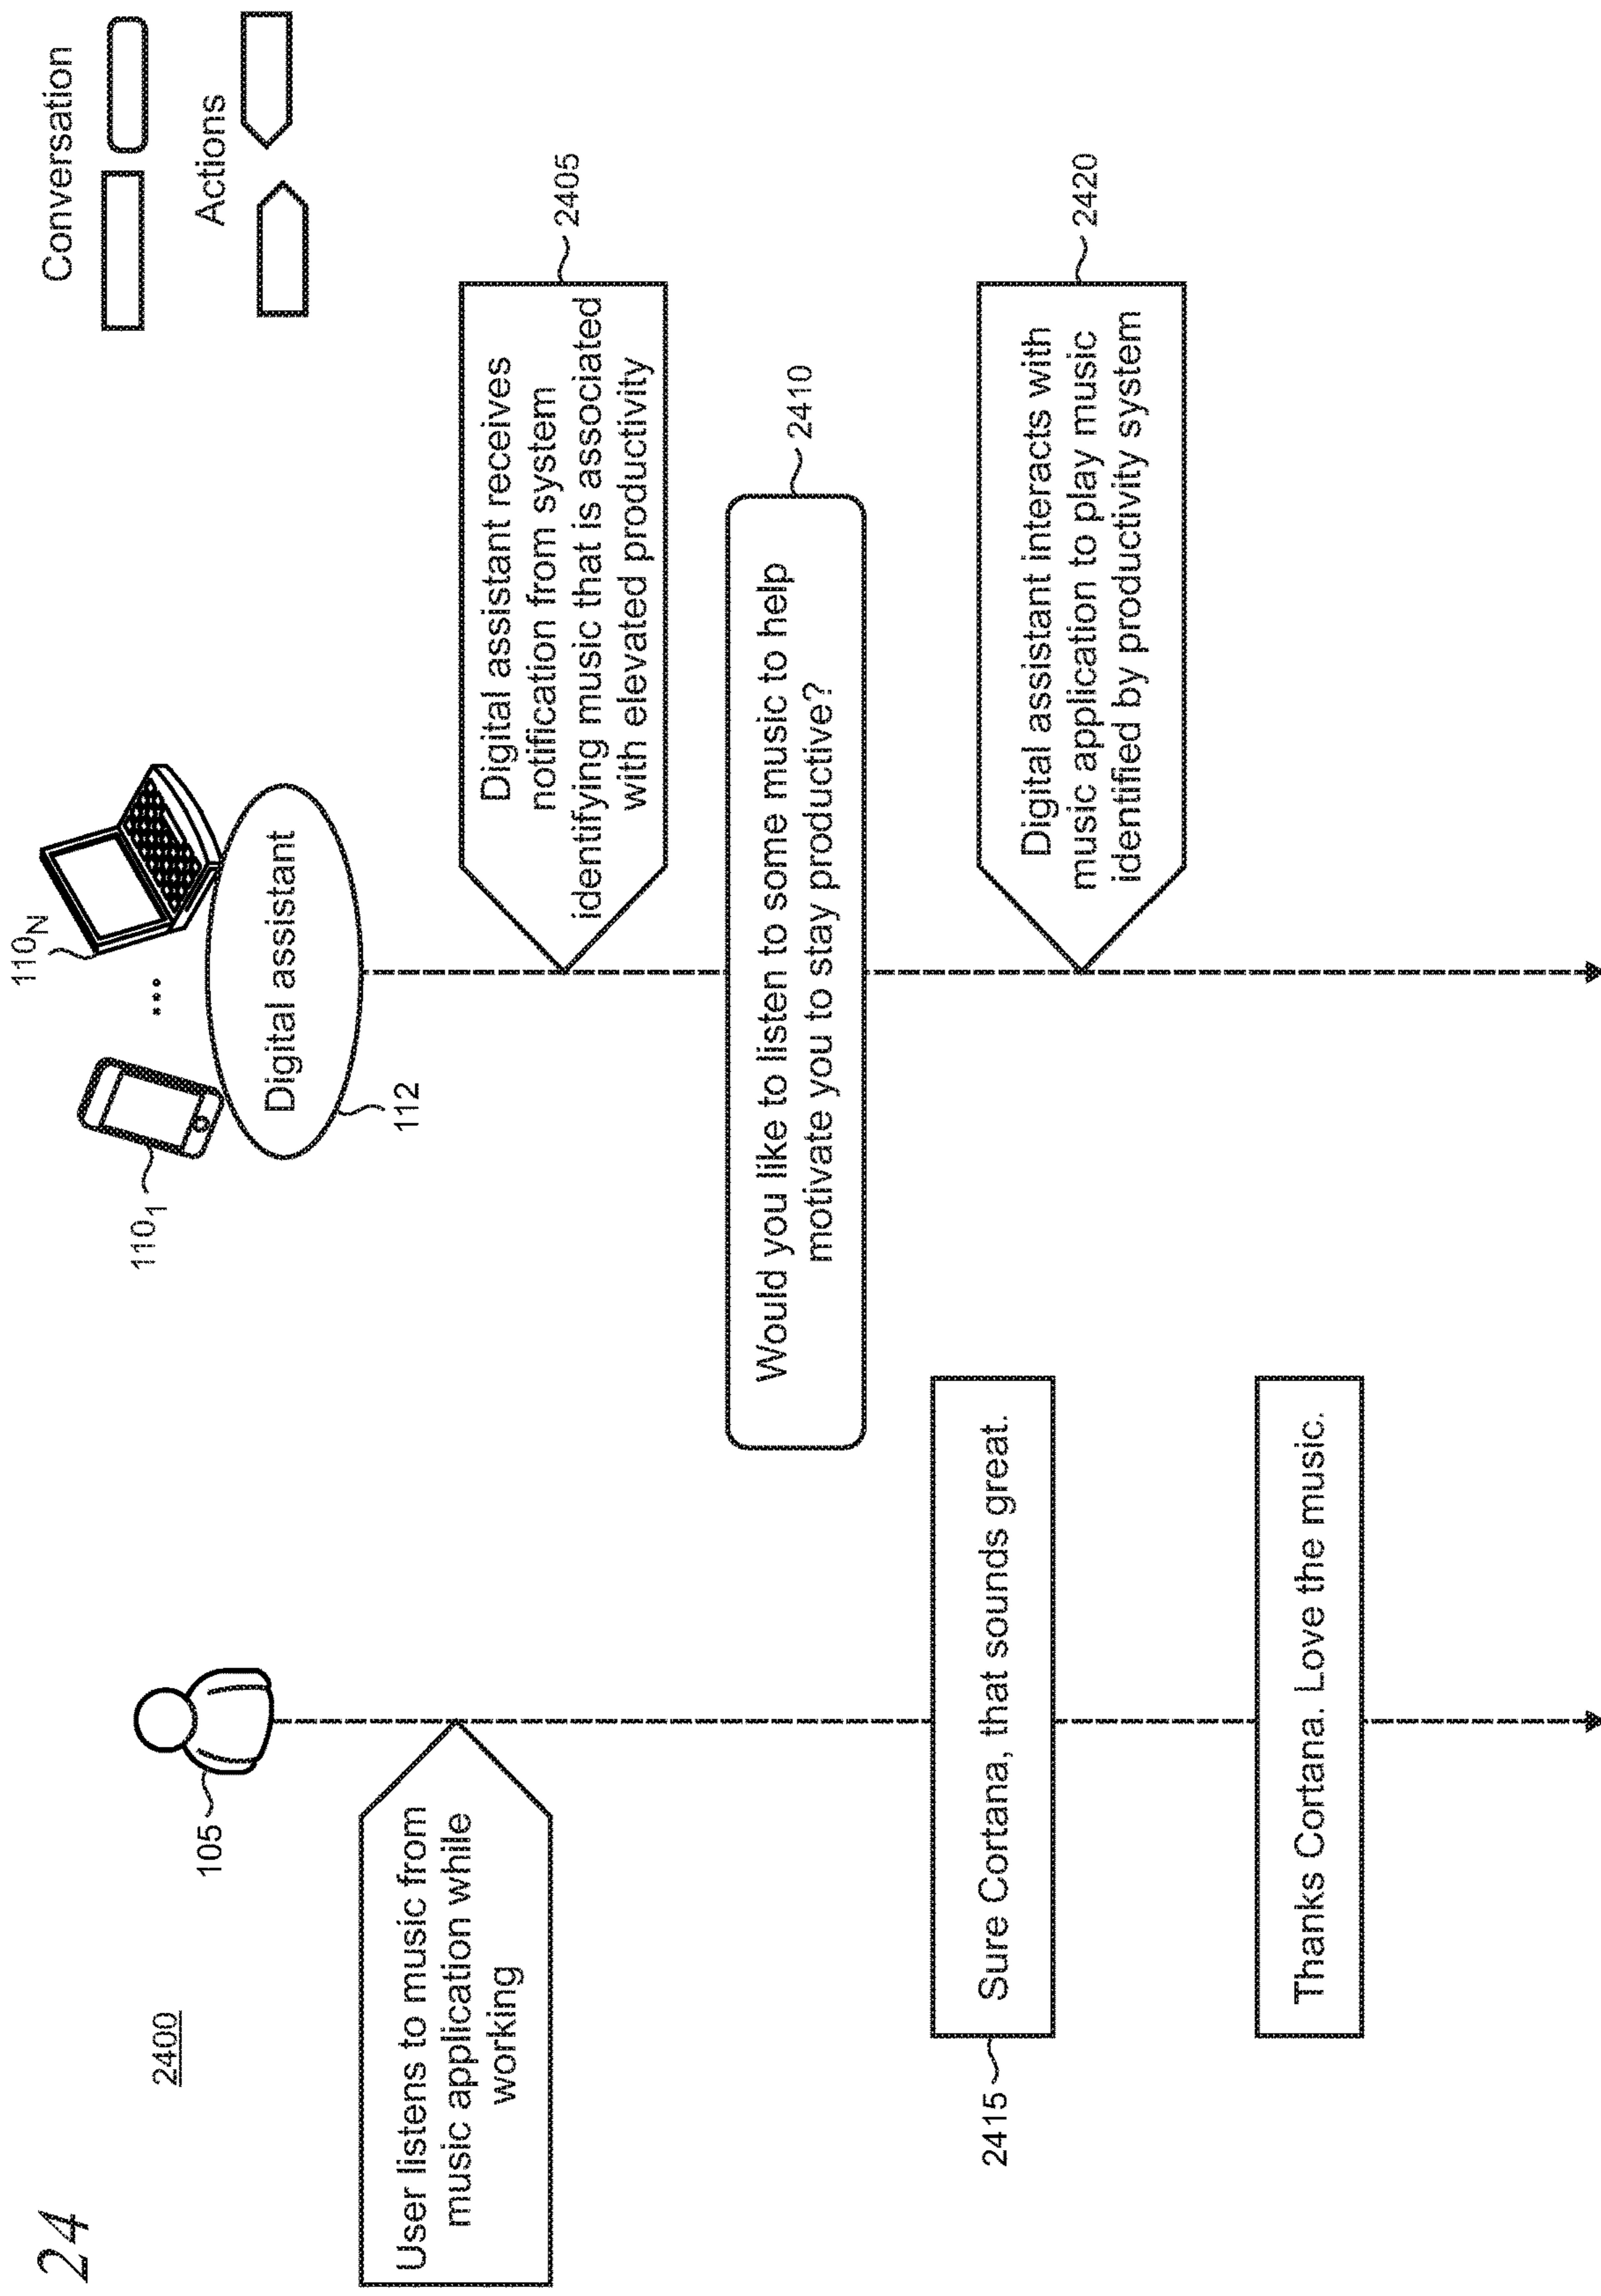 24
2400
105
110₁
...
110N
Digital assistant
112
Conversation
Actions
User listens to music from
music application while
working
Digital assistant receives
notification from system
identifying music that is associated
with elevated productivity
2405
Would you like to listen to some music to help
motivate you to stay productive?
2410
2415
Sure Cortana, that sounds great.
Digital assistant interacts with
music application to play music
identified by productivity system
2420
Thanks Cortana. Love the music.